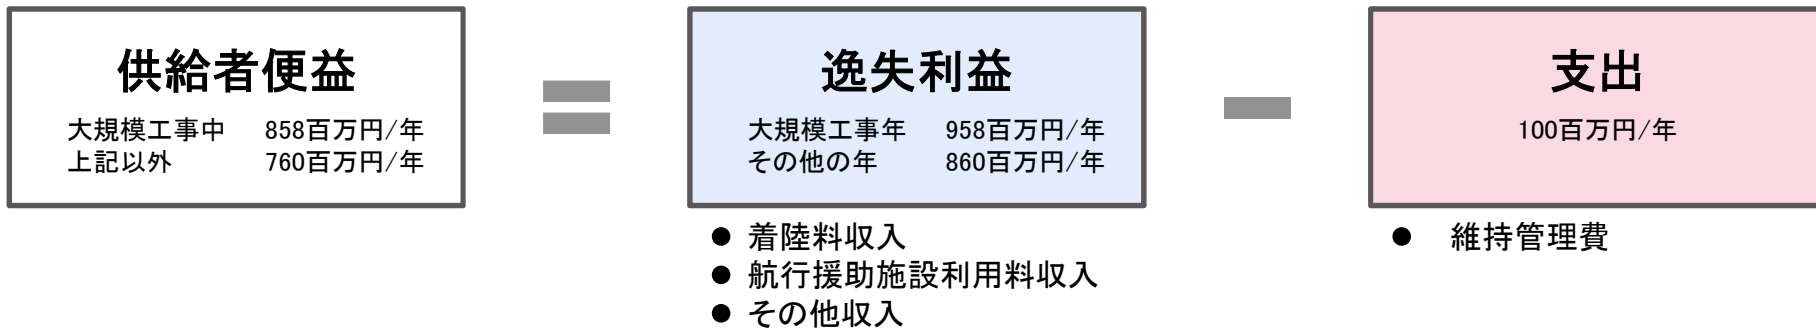 供給者便益
大規模工事中 858百万円/年
上記以外 760百万円/年
=
逸失利益
大規模工事年 958百万円/年
その他の年 860百万円/年
● 着陸料収入
● 航行援助施設利用料収入
● その他収入
-
支出
100百万円/年
● 維持管理費